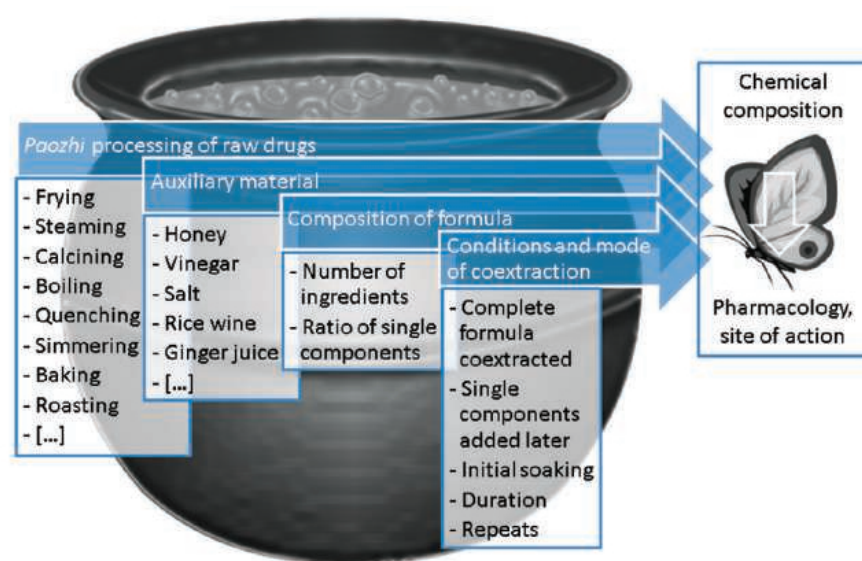 Paozhi processing of raw drugs
- Frying
- Steaming
- Calcining
- Boiling
- Quenching
- Simmering
- Baking
- Roasting
- [...]
Auxiliary material
- Honey
- Vinegar
- Salt
- Rice wine
- Ginger juice
- [...]
Composition of formula
- Number of
ingredients
- Ratio of single
components
Conditions and mode
of coextraction
- Complete
formula
coextracted
- Single
components
added later
- Initial soaking
- Duration
- Repeats
Chemical
composition
Pharmacology,
site of action